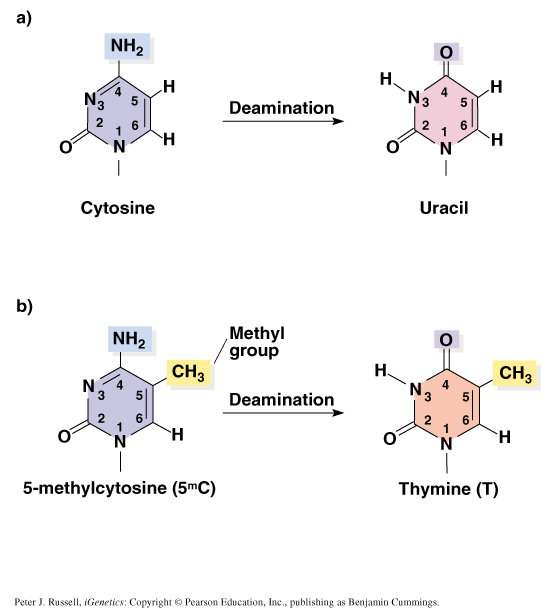 a)
NH2
O
H
H
H
N
3
4
5
2
1
6
N
O
H
Deamination
N
3
4
5
2
1
6
N
O
H
H
Cytosine
Uracil
b)
NH2
Methyl
group
O
CH3
H
CH3
N
3
4
5
2
1
6
N
O
H
Deamination
N
3
4
5
2
1
6
N
O
H
5-methylcytosine (5mC)
Thymine (T)
Peter J. Russell, iGenetics: Copyright © Pearson Education, Inc., publishing as Benjamin Cummings.